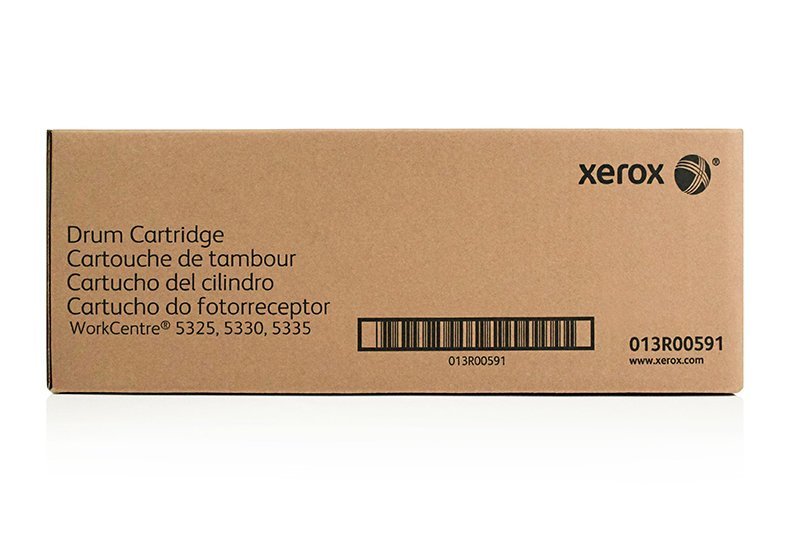 xerox ®
Drum Cartridge
Cartouche de tambour
Cartucho del cilindro
Cartucho do fotorreceptor
WorkCentre® 5325, 5330, 5335
013R00591
013R00591
www.xerox.com